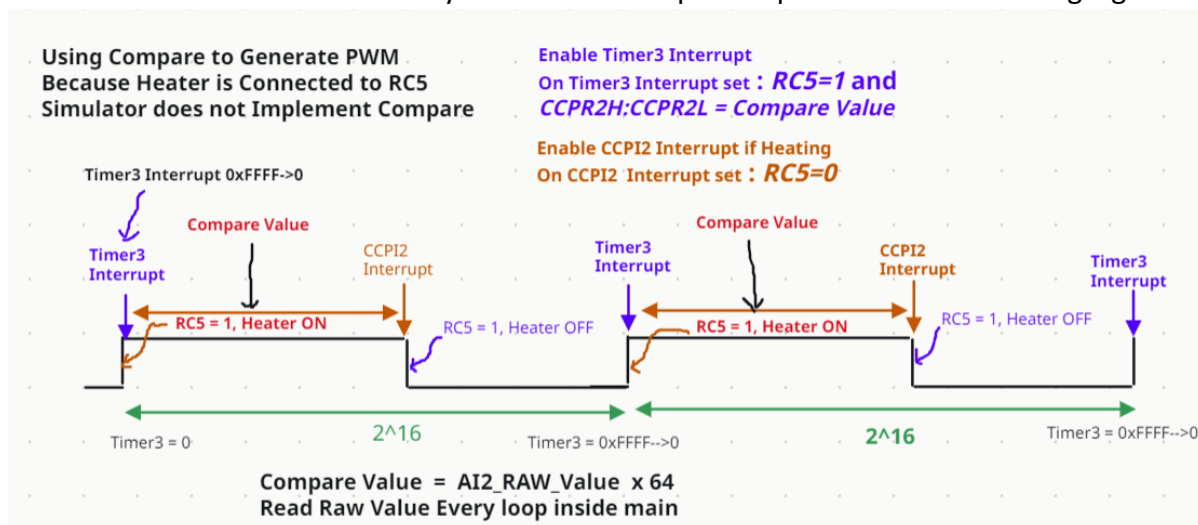 Using Compare to Generate PWM
Because Heater is Connected to RC5
Simulator does not Implement Compare
Enable Timer3 Interrupt
On Timer3 Interrupt set : RC5=1 and
CCPR2H:CCPR2L = Compare Value
Enable CCPI2 Interrupt if Heating
On CCPI2 Interrupt set : RC5=0
Timer3 Interrupt 0xFFFF->0
Timer3
Interrupt
Compare Value
CCPI2
Interrupt
Timer3
Interrupt
Compare Value
CCPI2
Interrupt
Timer3
Interrupt
RC5 = 1, Heater ON
RC5 = 1, Heater OFF
RC5 = 1, Heater ON
RC5 = 1, Heater OFF
Timer3 = 0
2^16
Timer3 = 0xFFFF-->0
2^16
Timer3 = 0xFFFF-->0
Compare Value = AI2_RAW_Value x 64
Read Raw Value Every loop inside main